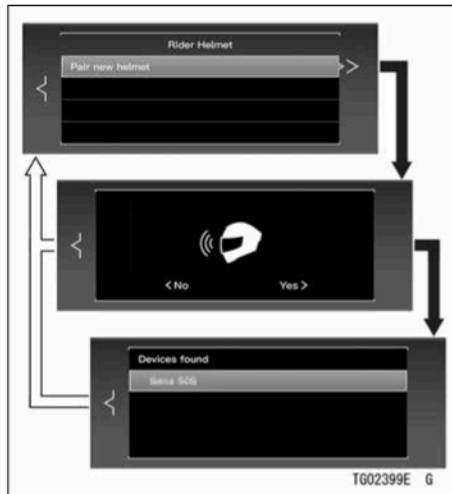 Rider Helmet
Pair new helmet
< No Yes >
Devices found
Sena 50S
TG02399E G